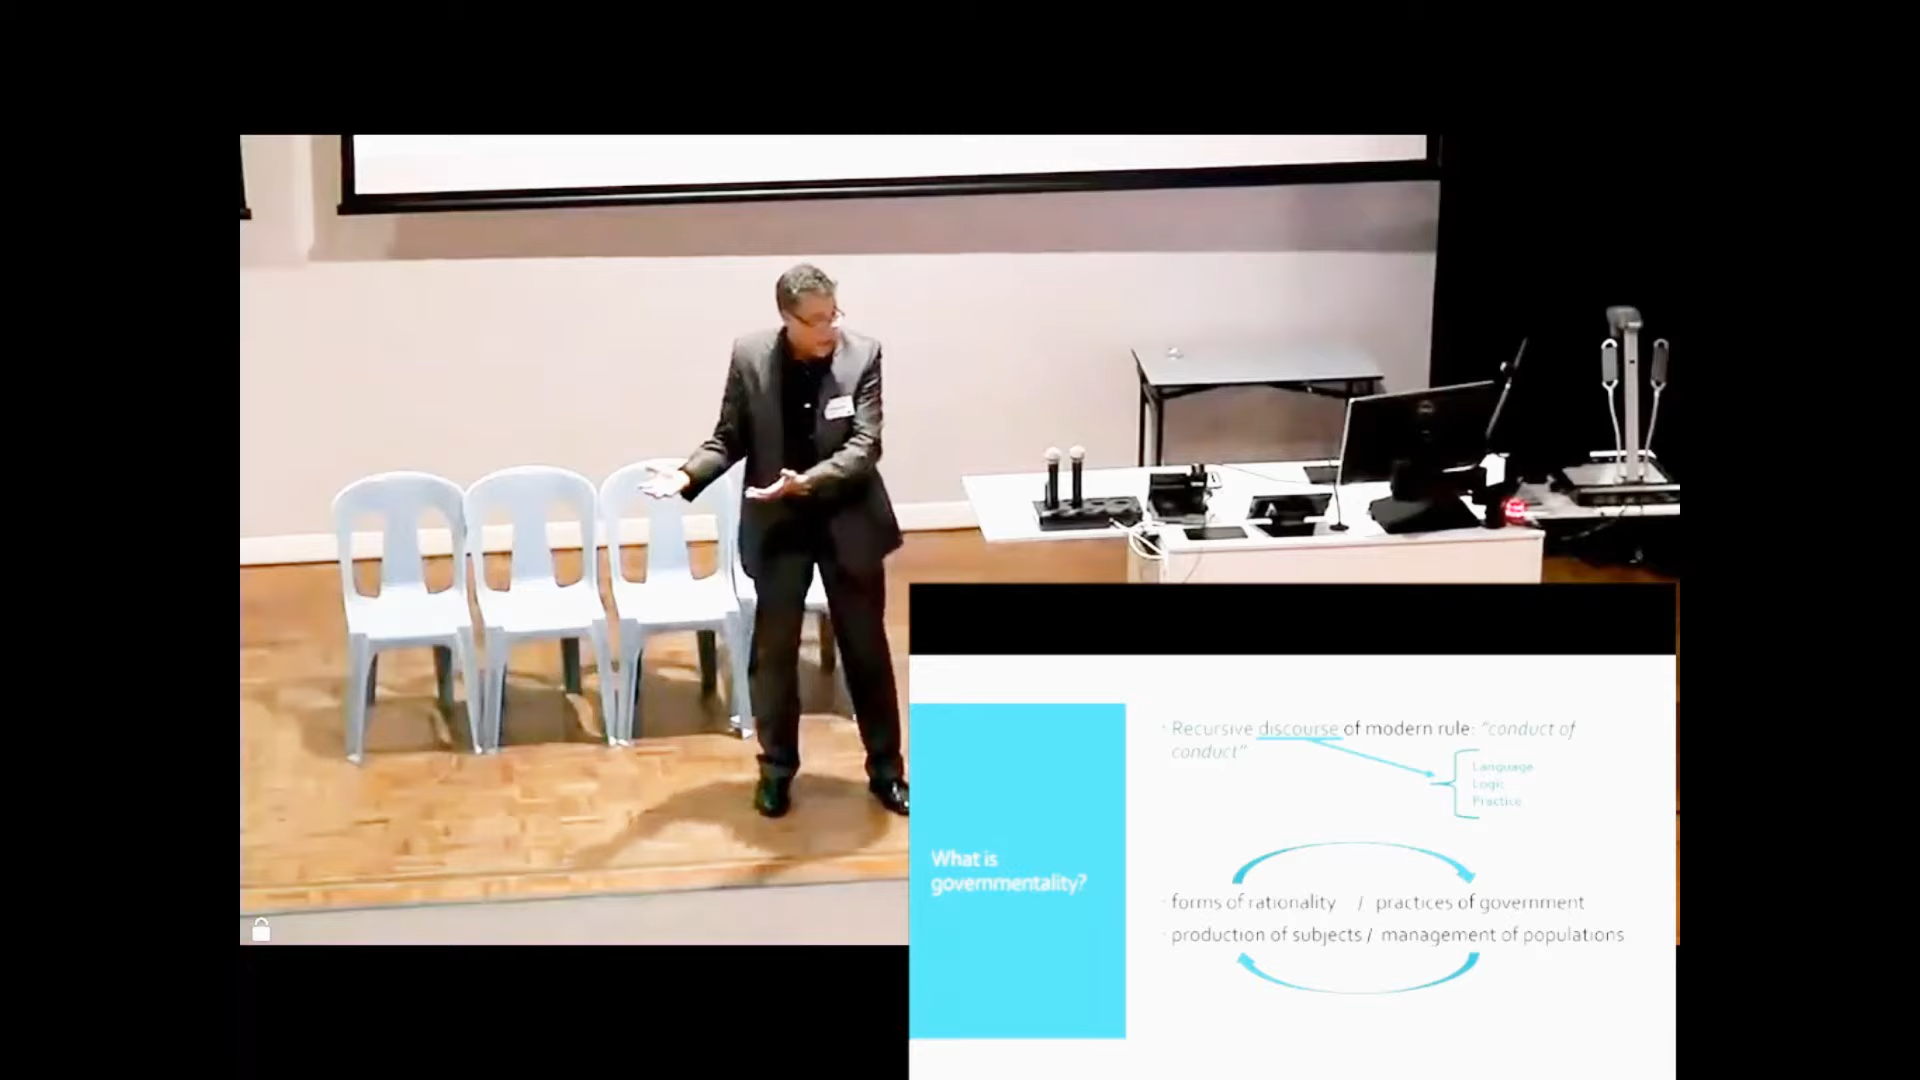 What is
governmentality?
Recursive discourse of modern rule: "conduct of
conduct"
Language
Logic
Practice
forms of rationality / practices of government
production of subjects / management of populations